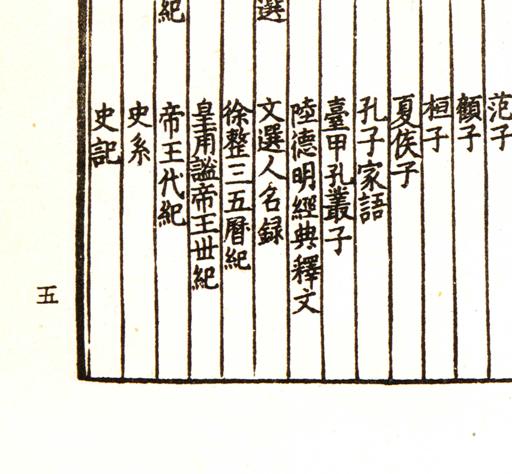 范子
顧子
桓子
夏侯子
孔子家語
臺甲孔叢子
陸德明經典釋文
選　文選人名録
徐整三五曆紀
皇甫謐帝王丗紀
紀　帝王代紀
史系
史記
五